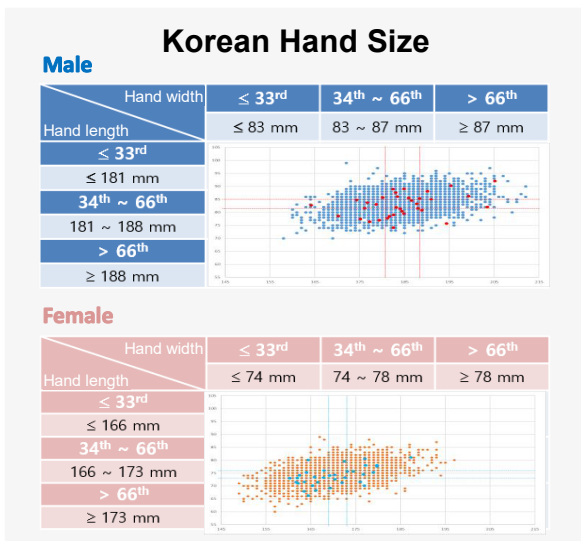 Korean Hand Size
Male
Hand width
Hand length
≤ 33rd
34th ~ 66th
> 66th
≤ 83 mm
83 ~ 87 mm
≥ 87 mm
≤ 33rd
≤ 181 mm
34th ~ 66th
181 ~ 188 mm
> 66th
≥ 188 mm
Female
Hand width
Hand length
≤ 33rd
34th ~ 66th
> 66th
≤ 74 mm
74 ~ 78 mm
≥ 78 mm
≤ 33rd
≤ 166 mm
34th ~ 66th
166 ~ 173 mm
> 66th
≥ 173 mm